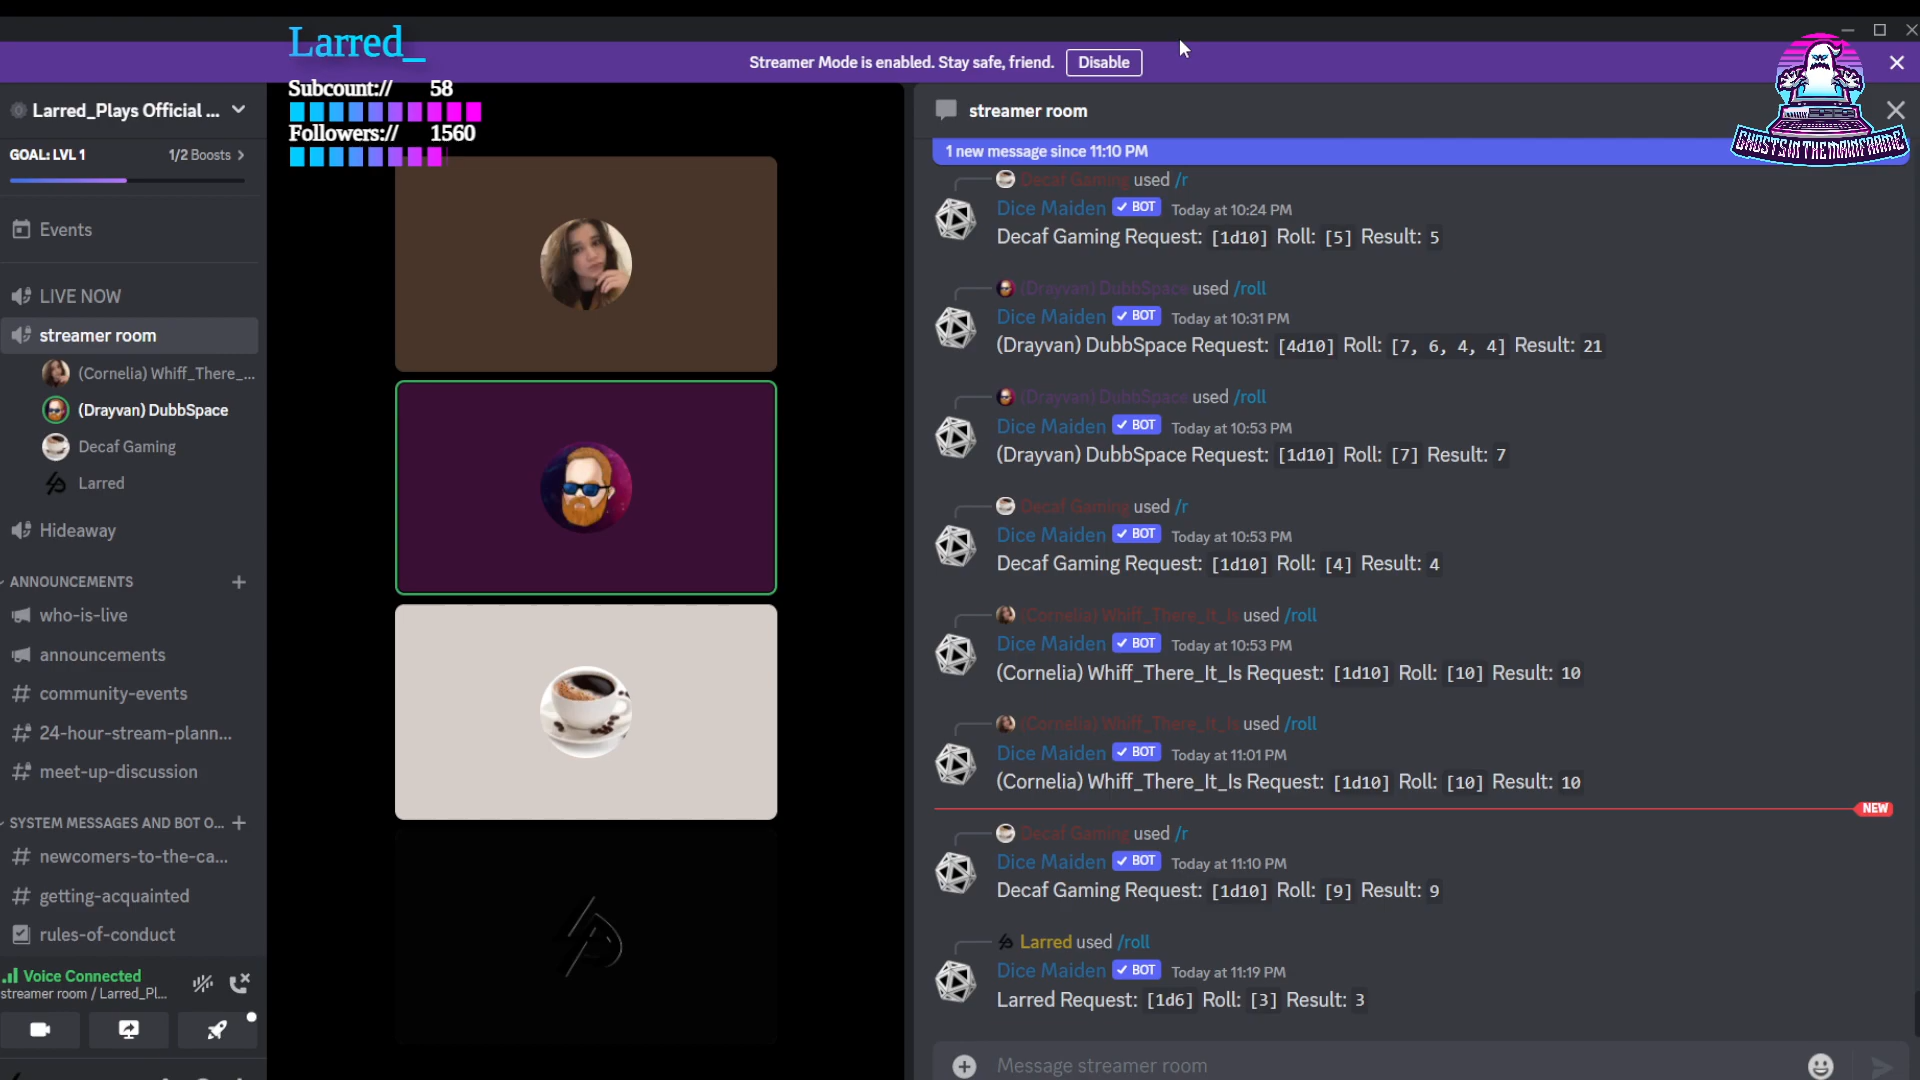 Larred_
Streamer Mode is enabled. Stay safe, friend.
Disable
Subcount// 58
Followers:// 1560
GHOSTSINTHEMAINFRAME
Larred_Plays Official ...
GOAL: LVL 1
1/2 Boosts
Events
LIVE NOW
streamer room
(Cornelia) Whiff_There_...
(Drayvan) DubbSpace
Decaf Gaming
Larred
Hideaway
ANNOUNCEMENTS
who-is-live
announcements
community-events
24-hour-stream-plann...
meet-up-discussion
SYSTEM MESSAGES AND BOT O...
newcomers-to-the-ca...
getting-acquainted
rules-of-conduct
Voice Connected
streamer room / Larred_Pl...
streamer room
1 new message since 11:10 PM
Decaf Gaming used /r
Dice Maiden BOT Today at 10:24 PM
Decaf Gaming Request: [1d10] Roll: [5] Result: 5
(Drayvan) DubbSpace used /roll
Dice Maiden BOT Today at 10:31 PM
(Drayvan) DubbSpace Request: [4d10] Roll: [7, 6, 4, 4] Result: 21
(Drayvan) DubbSpace used /roll
Dice Maiden BOT Today at 10:53 PM
(Drayvan) DubbSpace Request: [1d10] Roll: [7] Result: 7
Decaf Gaming used /r
Dice Maiden BOT Today at 10:53 PM
Decaf Gaming Request: [1d10] Roll: [4] Result: 4
(Cornelia) Whiff_There_It_Is used /roll
Dice Maiden BOT Today at 10:53 PM
(Cornelia) Whiff_There_It_Is Request: [1d10] Roll: [10] Result: 10
(Cornelia) Whiff_There_It_Is used /roll
Dice Maiden BOT Today at 11:01 PM
(Cornelia) Whiff_There_It_Is Request: [1d10] Roll: [10] Result: 10
NEW
Decaf Gaming used /r
Dice Maiden BOT Today at 11:10 PM
Decaf Gaming Request: [1d10] Roll: [9] Result: 9
Larred used /roll
Dice Maiden BOT Today at 11:19 PM
Larred Request: [1d6] Roll: [3] Result: 3
Message streamer room